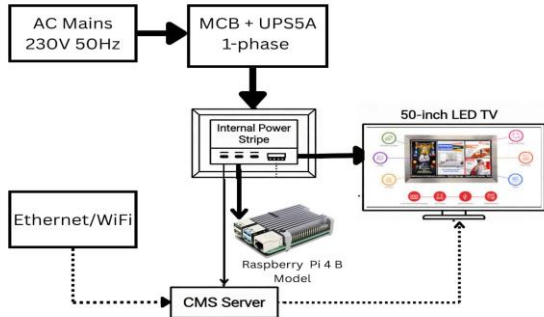 AC Mains
230V 50Hz
MCB + UPS5A
1-phase
Internal Power
Stripe
50-inch LED TV
Ethernet/WiFi
Raspberry Pi 4 B
Model
CMS Server